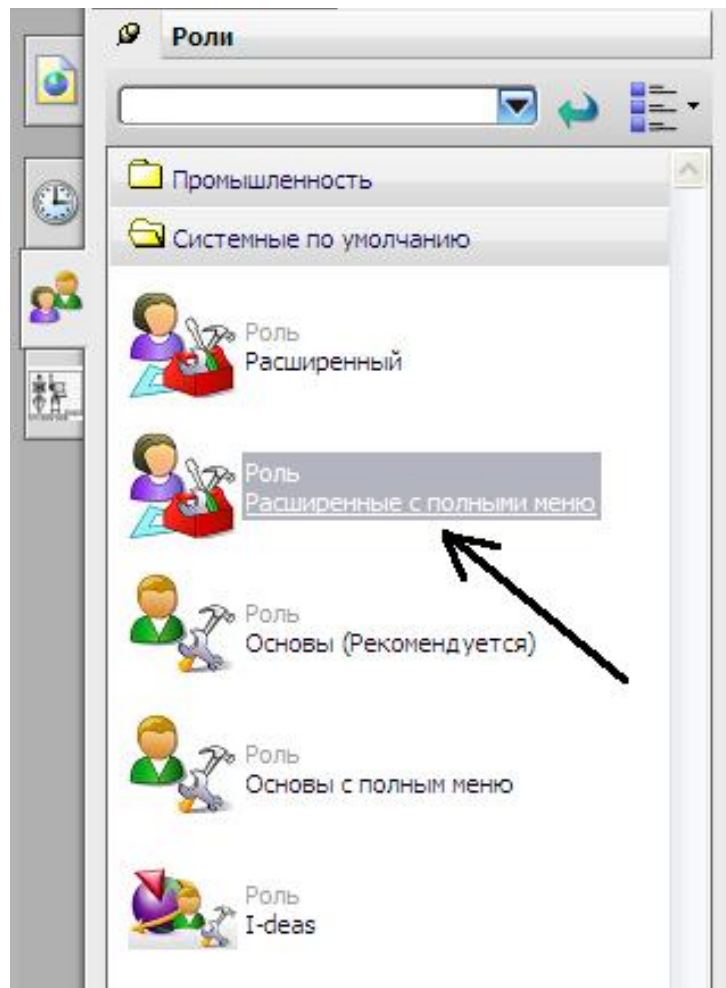 Роли
Промышленность
Системные по умолчанию
Роль
Расширенный
Роль
Расширенные с полными меню
Роль
Основы (Рекомендуется)
Роль
Основы с полным меню
Роль
I-deas